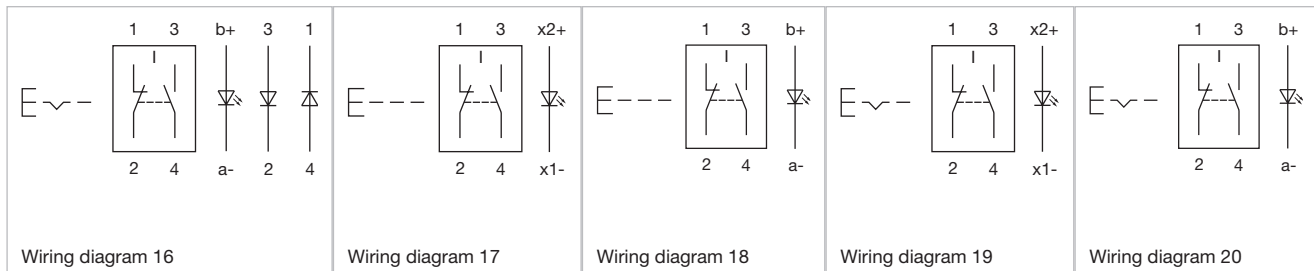 1 3 b+ 3 1
I
2 4 a- 2 4
Wiring diagram 16
1 3 x2+
I
2 4 x1-
Wiring diagram 17
1 3 b+
I
2 4 a-
Wiring diagram 18
1 3 x2+
I
2 4 x1-
Wiring diagram 19
1 3 b+
I
2 4 a-
Wiring diagram 20